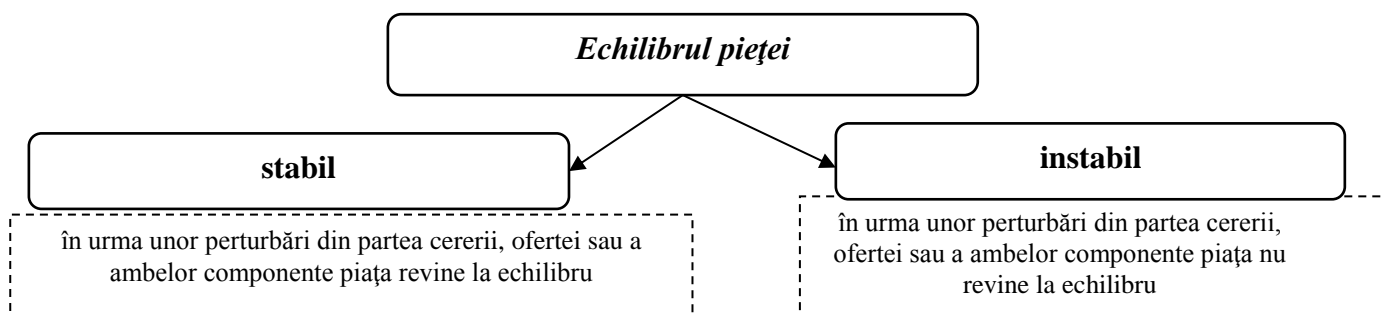 Echilibrul pieţei
stabil
în urma unor perturbări din partea cererii, ofertei sau a
ambelor componente piaţa revine la echilibru
instabil
în urma unor perturbări din partea cererii,
ofertei sau a ambelor componente piaţa nu
revine la echilibru